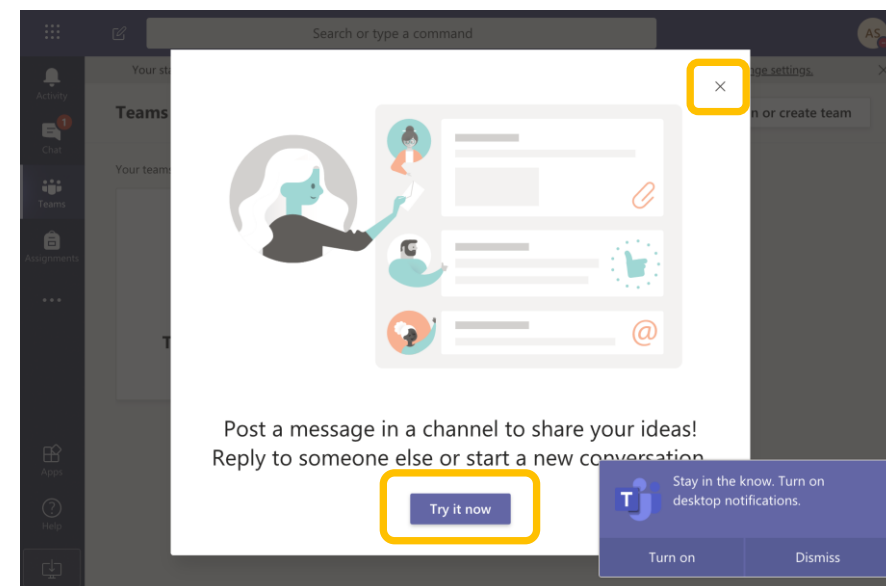 Search or type a command
AS
Your sta
nge settings.
Activity
Teams
n or create team
1
Chat
Your teams
Teams
Assignments
T
@
Post a message in a channel to share your ideas!
Reply to someone else or start a new conversation
Try it now
Stay in the know. Turn on
desktop notifications.
T
Turn on
Dismiss
Apps
Help